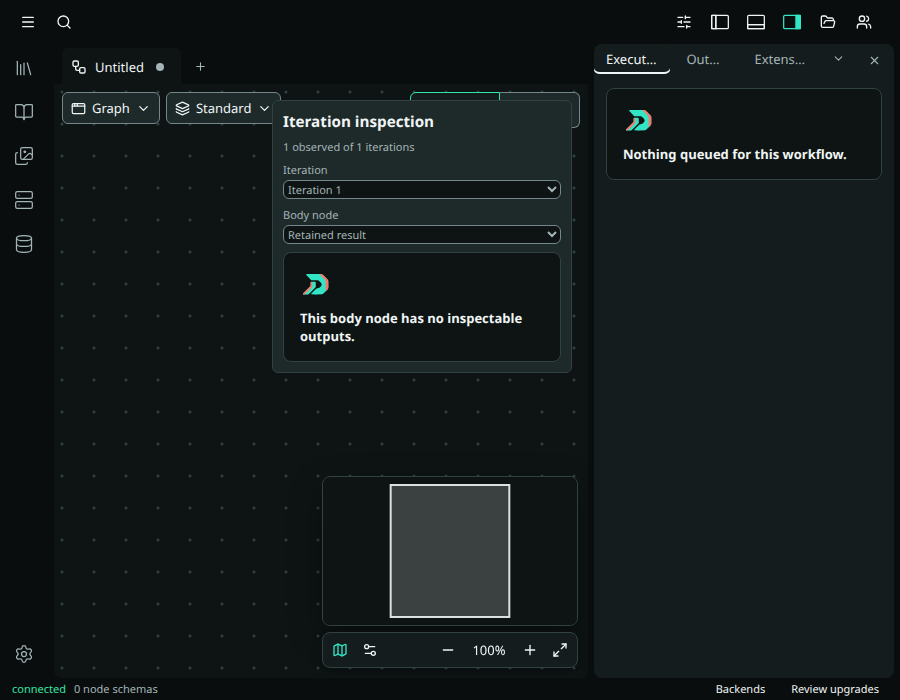 Untitled
Execut...
Out...
Extens...
Graph
Standard
Iteration inspection
1 observed of 1 iterations
Iteration
Iteration 1
Body node
Retained result
This body node has no inspectable
outputs.
Nothing queued for this workflow.
100%
connected
0 node schemas
Backends
Review upgrades